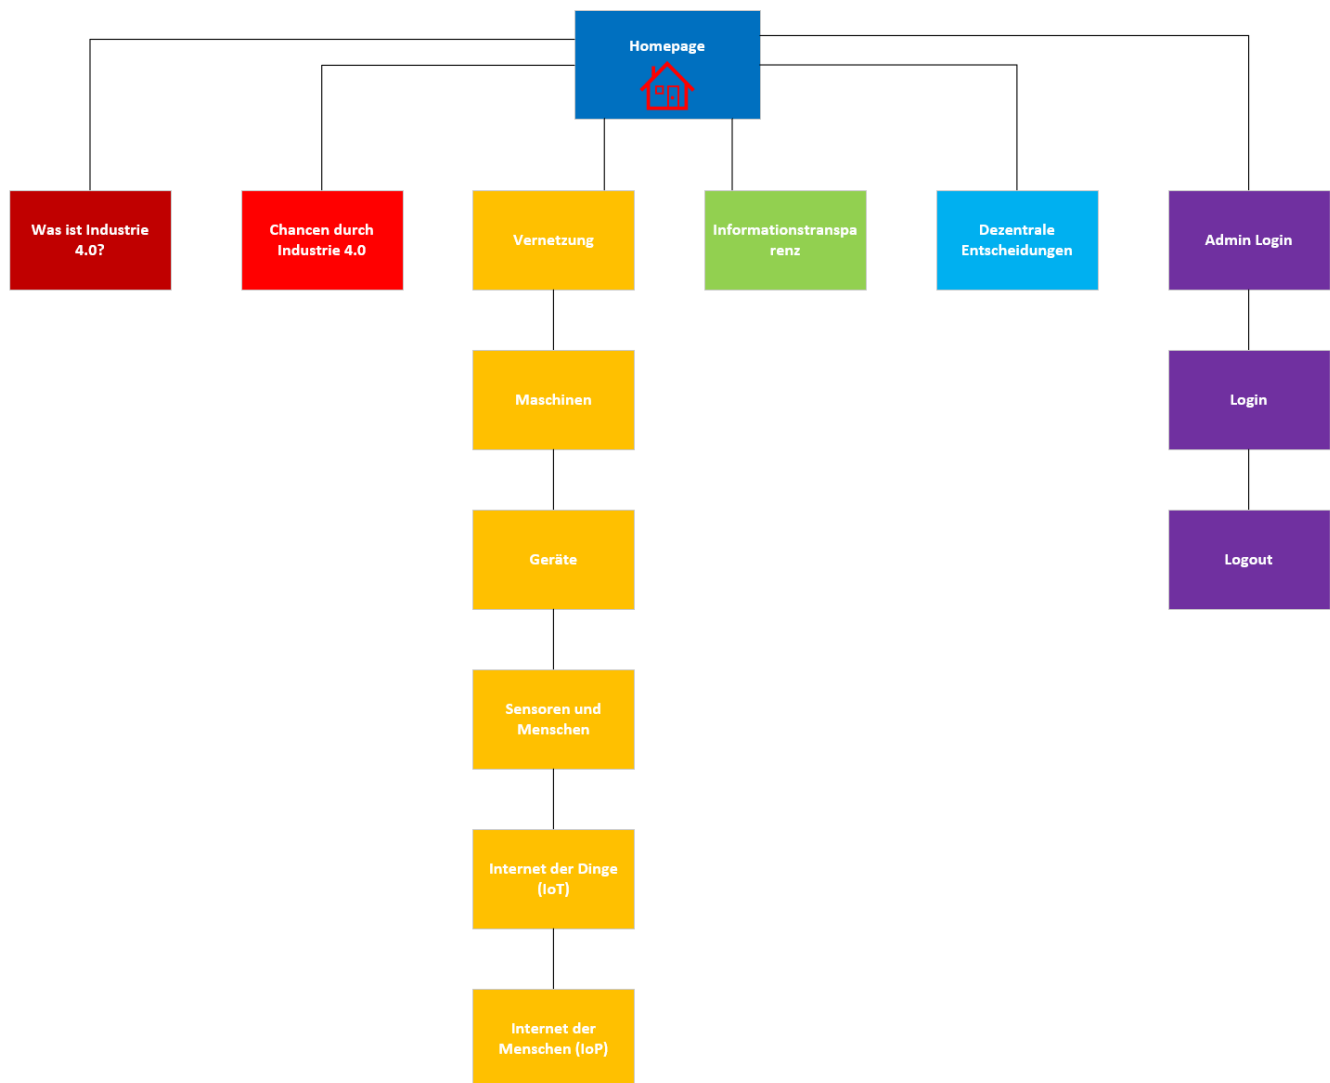 Homepage
Was ist Industrie
4.0?
Chancen durch
Industrie 4.0
Vernetzung
Informationstranspa
renz
Dezentrale
Entscheidungen
Admin Login
Maschinen
Login
Geräte
Logout
Sensoren und
Menschen
Internet der Dinge
(IoT)
Internet der
Menschen (IoP)